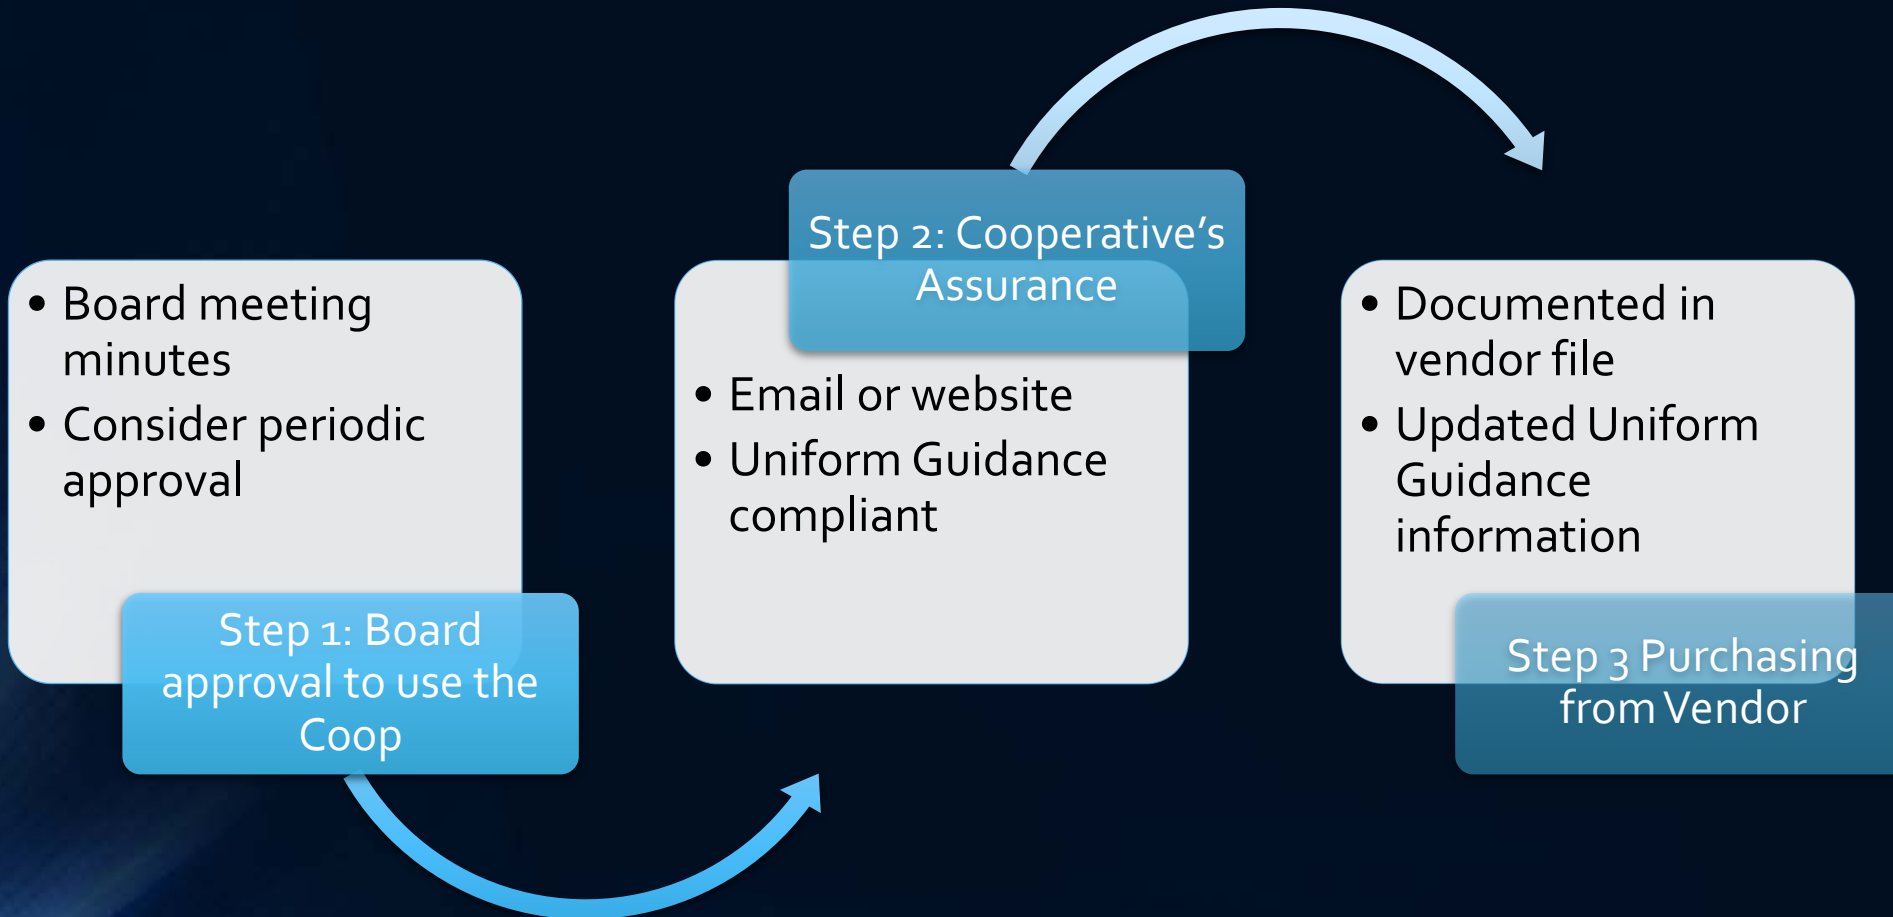 • Board meeting
minutes
• Consider periodic
approval
Step 1: Board
approval to use the
Coop
Step 2: Cooperative’s
Assurance
• Email or website
• Uniform Guidance
compliant
• Documented in
vendor file
• Updated Uniform
Guidance
information
Step 3 Purchasing
from Vendor